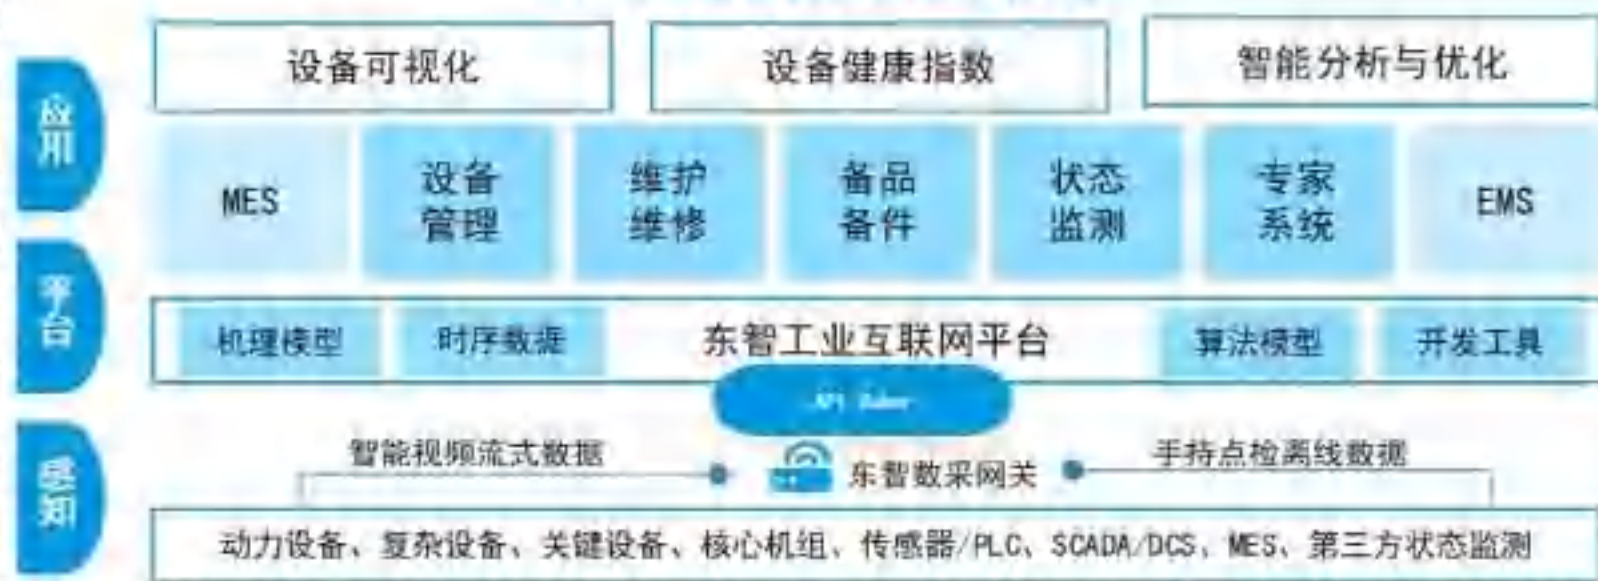 设备可视化
设备健康指数
智能分析与优化
应用
MES
设备
管理
维护
维修
备品
备件
状态
监测
专家
系统
EMS
平台
机理模型
时序数据
东智工业互联网平台
算法模型
开发工具
API
感知
智能视频流式数据
东智数采网关
手持点检离线数据
动力设备、复杂设备、关键设备、核心机组、传感器/PLC、SCADA/DCS、MES、第三方状态监测